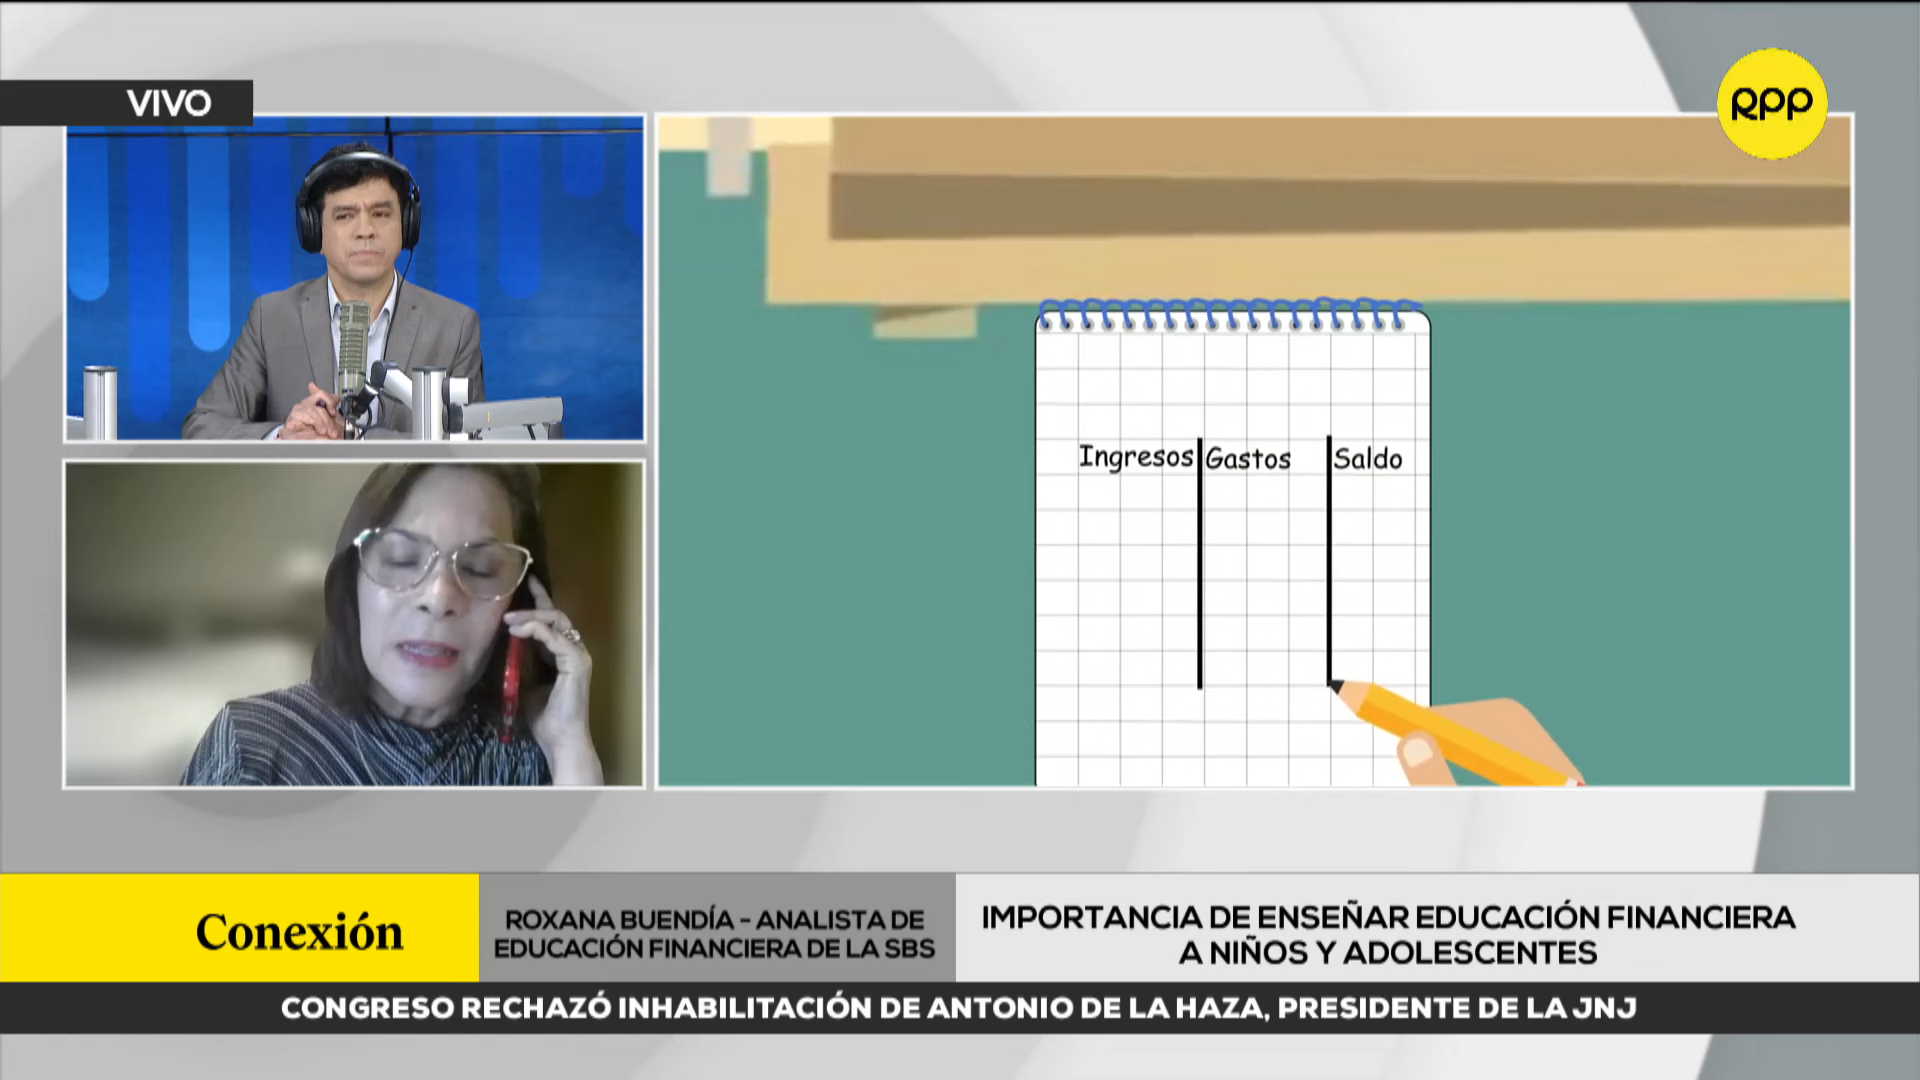 VIVO
RPP
Ingresos Gastos Saldo
Conexión
ROXANA BUENDÍA - ANALISTA DE
EDUCACIÓN FINANCIERA DE LA SBS
IMPORTANCIA DE ENSEÑAR EDUCACIÓN FINANCIERA
A NIÑOS Y ADOLESCENTES
CONGRESO RECHAZÓ INHABILITACIÓN DE ANTONIO DE LA HAZA, PRESIDENTE DE LA JNJ